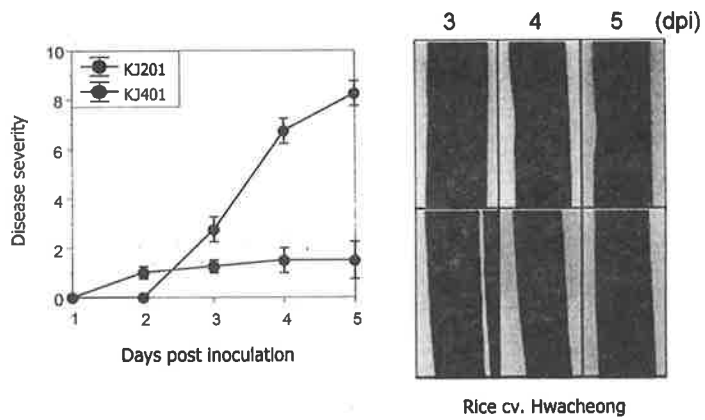 3 4 5 (dpi)
10
8
6
4
2
0
KJ201
KJ401
Disease severity
1 2 3 4 5
Days post inoculation
Rice cv. Hwacheong